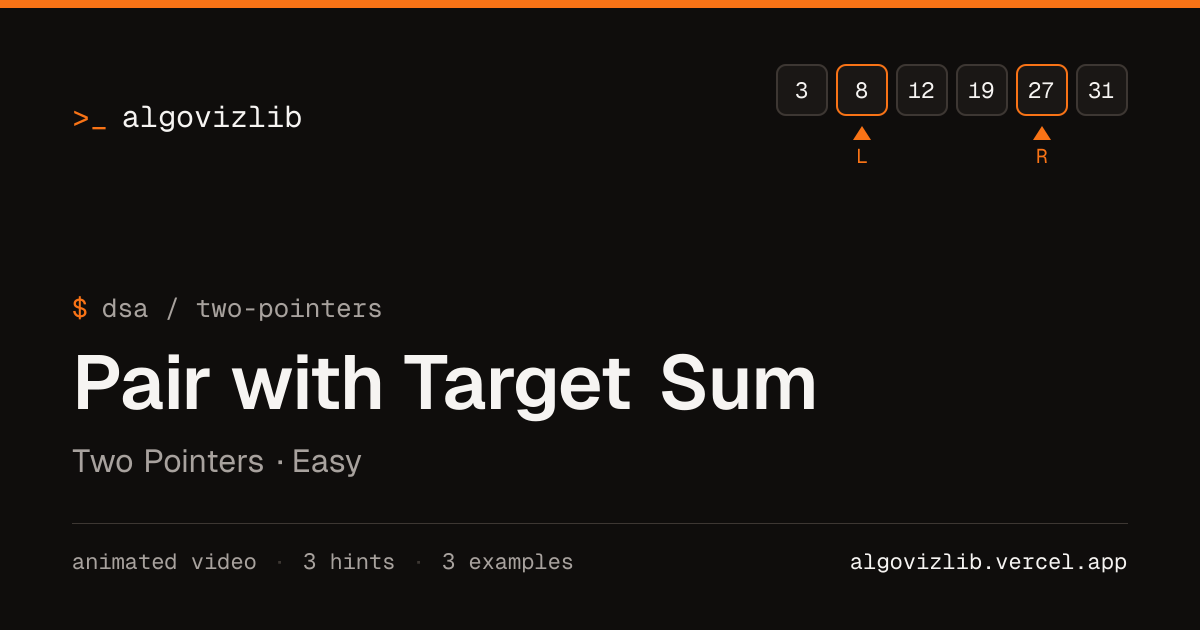 >_ algovizlib
3 8 12 19 27 31
L R
$ dsa / two-pointers
Pair with Target Sum
Two Pointers · Easy
animated video · 3 hints · 3 examples
algovizlib.vercel.app